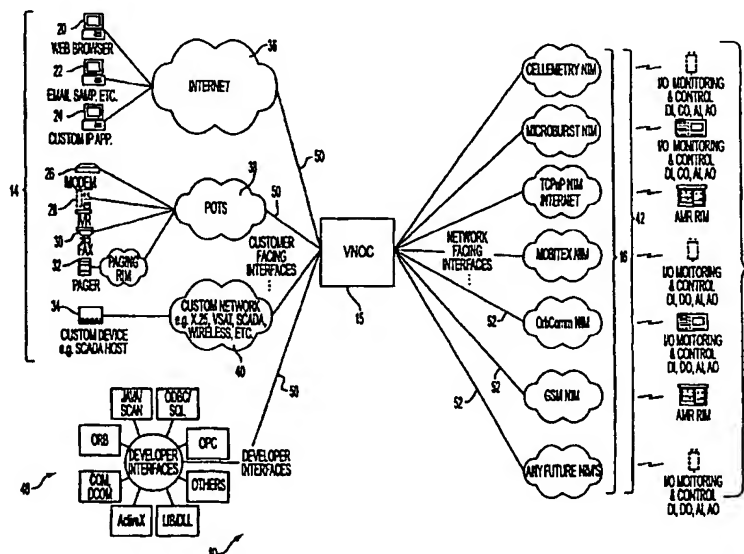 20
WEB BROWSER
22
EMAIL SAMP, ETC.
24
CUSTOM IP APP.
36
INTERNET
50
14
26
MODEM
28
IVR
30
FAX
32
PAGER
PAGING
RIM
38
POTS
50
CUSTOMER
FACING
INTERFACES
34
CUSTOM DEVICE
e.g. SCADA HOST
CUSTOM NETWORK
e.g. X.25, VSAT, SCADA,
WIRELESS, ETC.
40
50
VNOC
15
JAVA/
SCAN
ODBC/
SQL
ORB
OPC
DEVELOPER
INTERFACES
DEVELOPER
INTERFACES
COM,
DCOM
OTHERS
ActiveX
LIB/DLL
CELLEMETRY NIM
MICROBURST NIM
TCP/IP NIM
INTERNET
MOBITEX NIM
NETWORK
FACING
INTERFACES
52
OrbComm NIM
52
GSM NIM
52
ANY FUTURE NIM'S
16
42
I/O MONITORING
& CONTROL
DI, CO, AI, AO
I/O MONITORING
& CONTROL
DI, CO, AI, AO
AMR RIM
I/O MONITORING
& CONTROL
DI, DO, AI, AO
I/O MONITORING
& CONTROL
DI, DO, AI, AO
AMR RIM
I/O MOITORING
& CONTROL
DI, DO, AI, AO